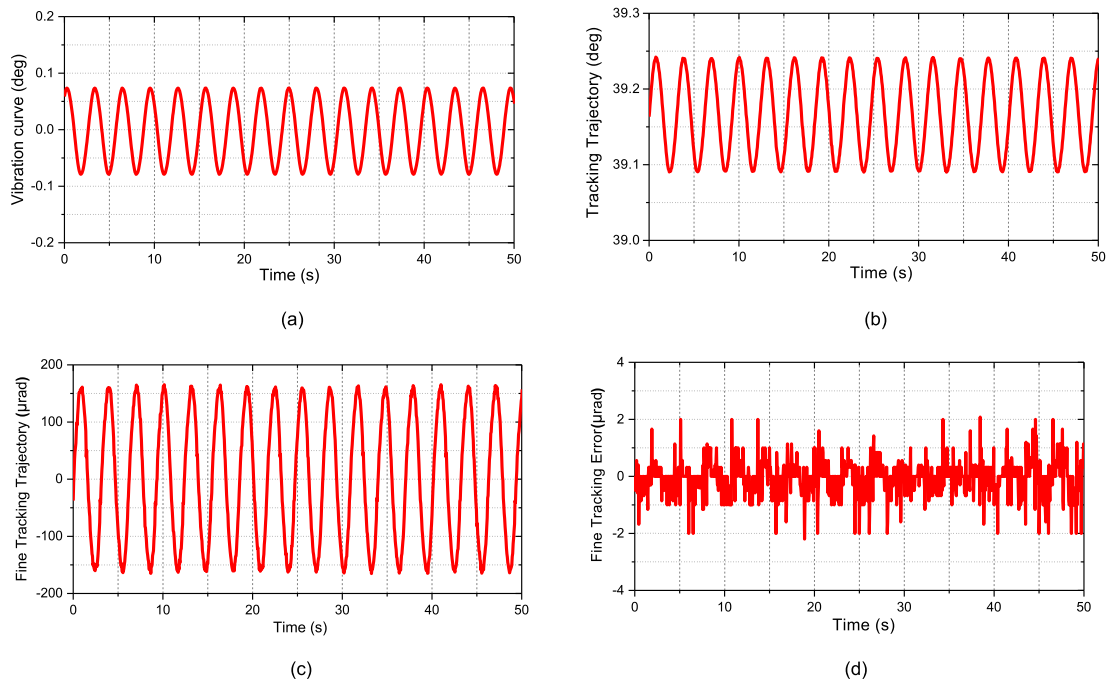 0.2
0.1
0.0
-0.1
-0.2
Vibration curve (deg)
0 10 20 30 40 50
Time (s)
(a)
39.3
39.2
39.1
39.0
Tracking Trajectory (deg)
0 10 20 30 40 50
Time (s)
(b)
200
100
0
-100
-200
Fine Tracking Trajectory (μrad)
0 10 20 30 40 50
Time (s)
(c)
4
2
0
-2
-4
Fine Tracking Error(μrad)
0 10 20 30 40 50
Time (s)
(d)